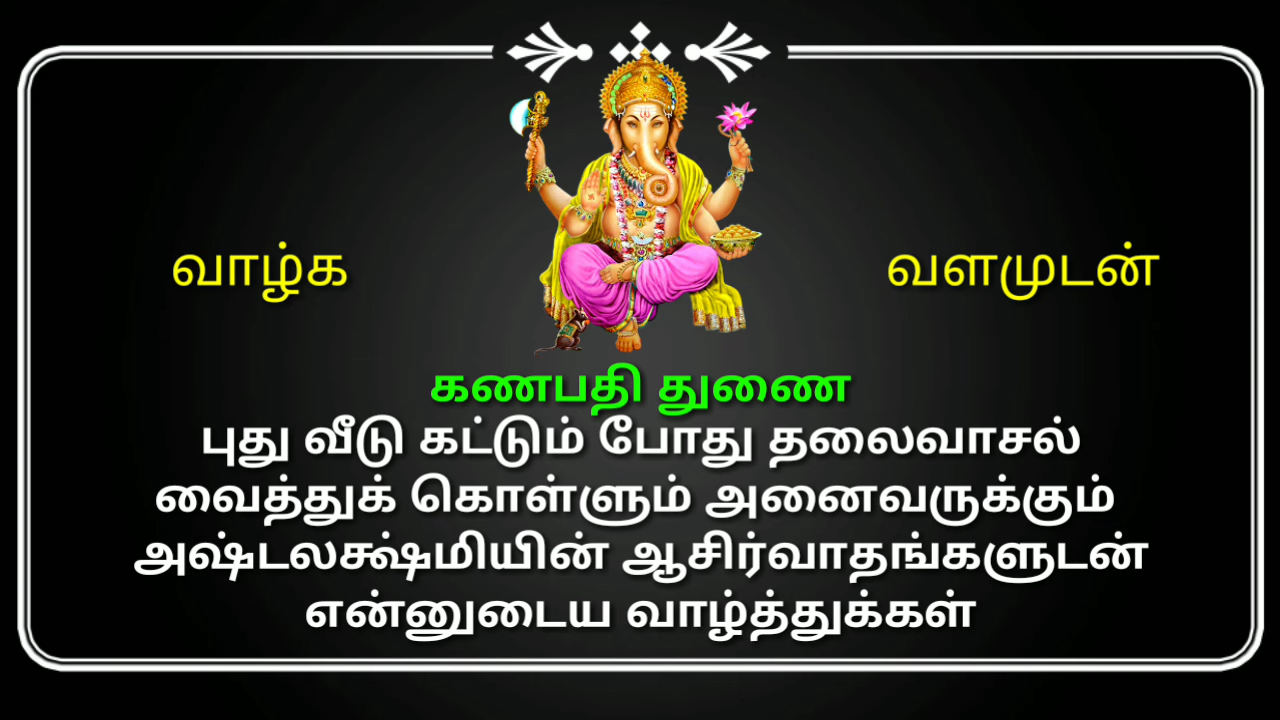 வாழ்க வளமுடன்
கணபதி துணை
புது வீடு கட்டும் போது தலைவாசல்
வைத்துக் கொள்ளும் அனைவருக்கும்
அஷ்டலக்ஷ்மியின் ஆசிர்வாதங்களுடன்
என்னுடைய வாழ்த்துக்கள்